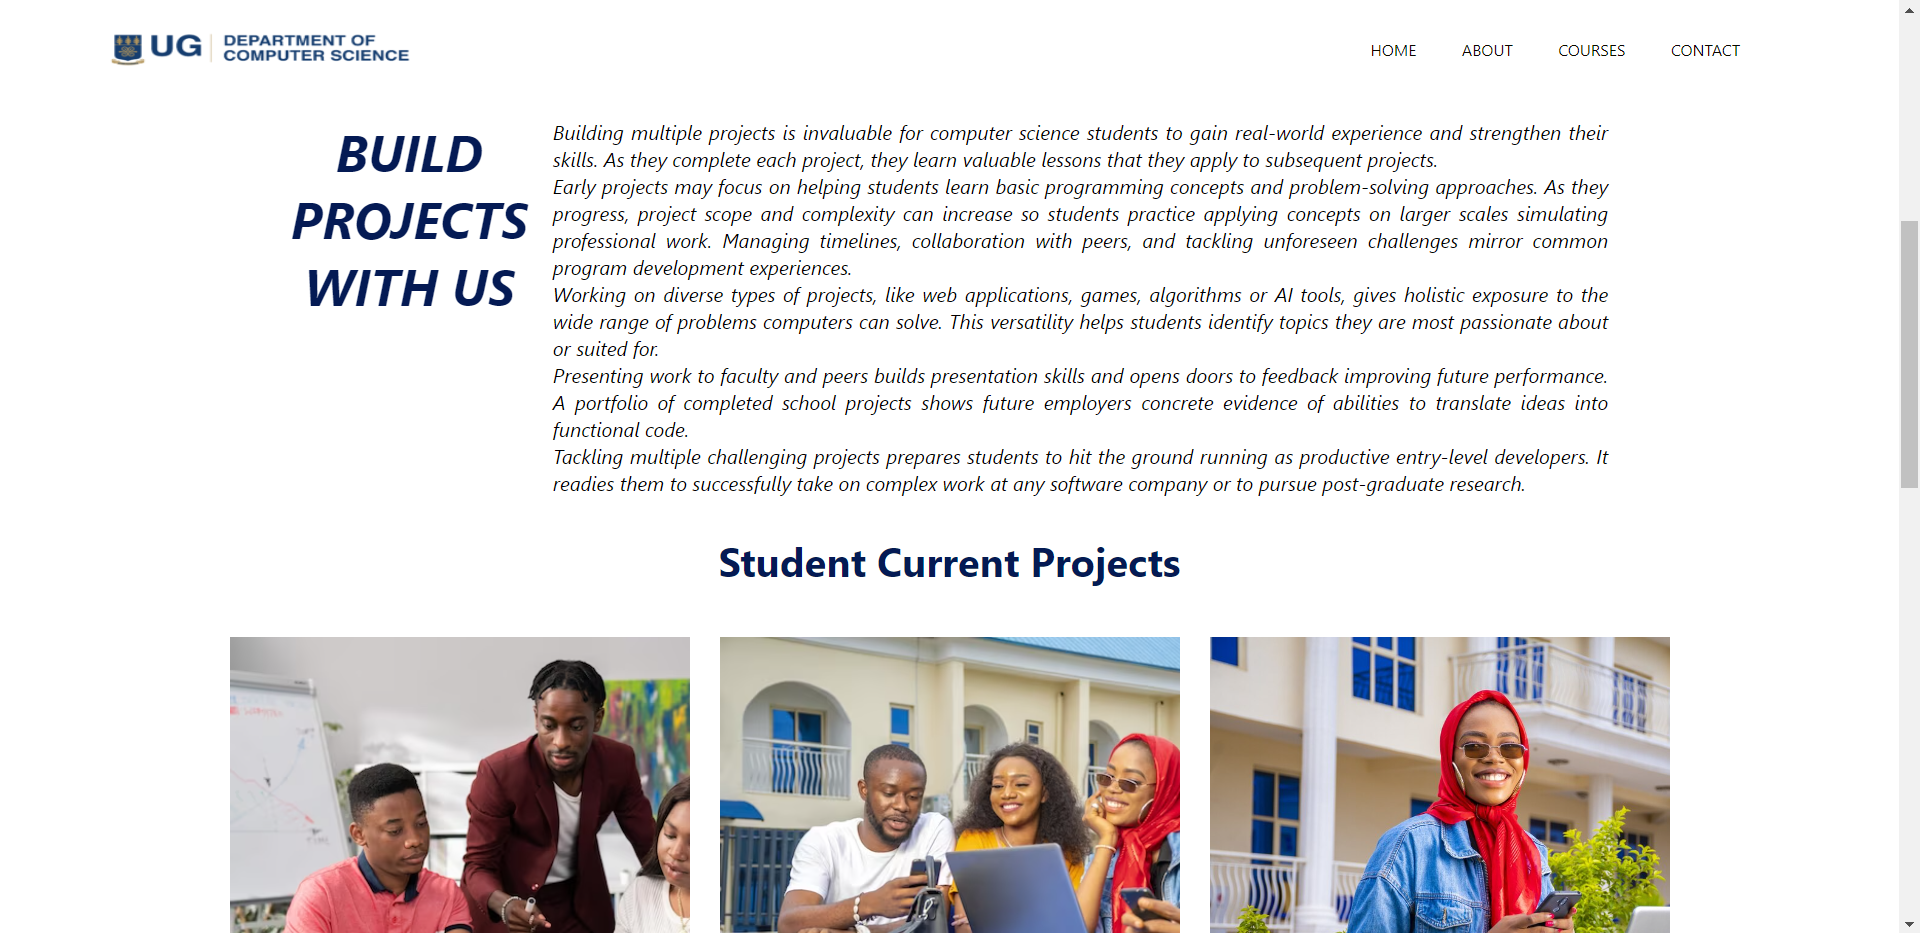 UG
DEPARTMENT OF
COMPUTER SCIENCE
HOME ABOUT COURSES CONTACT
BUILD
PROJECTS
WITH US
Building multiple projects is invaluable for computer science students to gain real-world experience and strengthen their
skills. As they complete each project, they learn valuable lessons that they apply to subsequent projects.
Early projects may focus on helping students learn basic programming concepts and problem-solving approaches. As they
progress, project scope and complexity can increase so students practice applying concepts on larger scales simulating
professional work. Managing timelines, collaboration with peers, and tackling unforeseen challenges mirror common
program development experiences.
Working on diverse types of projects, like web applications, games, algorithms or AI tools, gives holistic exposure to the
wide range of problems computers can solve. This versatility helps students identify topics they are most passionate about
or suited for.
Presenting work to faculty and peers builds presentation skills and opens doors to feedback improving future performance.
A portfolio of completed school projects shows future employers concrete evidence of abilities to translate ideas into
functional code.
Tackling multiple challenging projects prepares students to hit the ground running as productive entry-level developers. It
readies them to successfully take on complex work at any software company or to pursue post-graduate research.
Student Current Projects